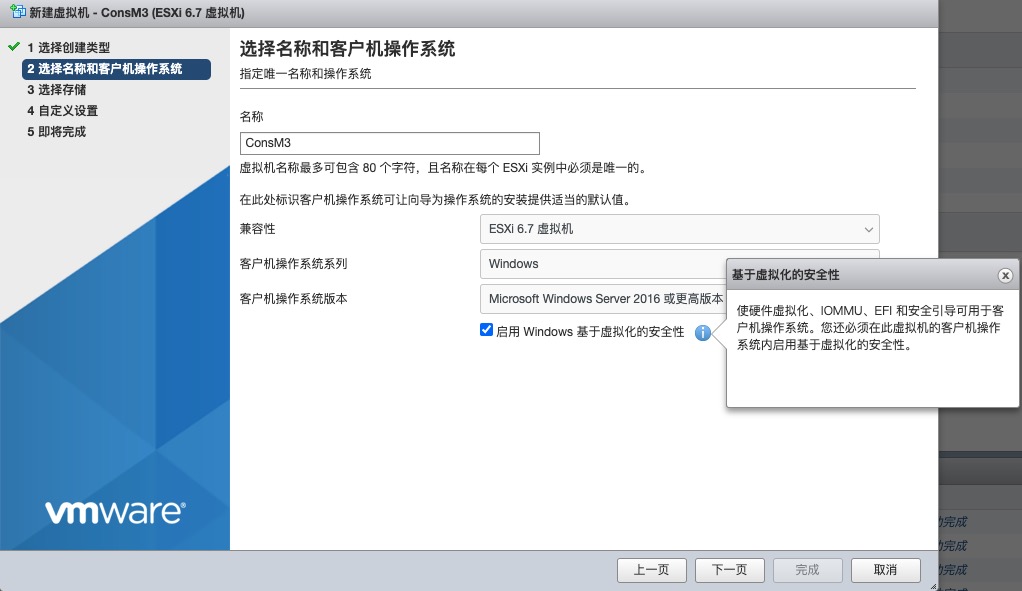 新建虚拟机 - ConsM3 (ESXi 6.7 虚拟机)
1 选择创建类型
2 选择名称和客户机操作系统
3 选择存储
4 自定义设置
5 即将完成
vmware®
选择名称和客户机操作系统
指定唯一名称和操作系统
名称
ConsM3
虚拟机名称最多可包含 80 个字符，且名称在每个 ESXi 实例中必须是唯一的。
在此处标识客户机操作系统可让向导为操作系统的安装提供适当的默认值。
兼容性
ESXi 6.7 虚拟机
客户机操作系统系列
Windows
客户机操作系统版本
Microsoft Windows Server 2016 或更高版本
启用 Windows 基于虚拟化的安全性
基于虚拟化的安全性
使硬件虚拟化、IOMMU、EFI 和安全引导可用于客
户机操作系统。您还必须在此虚拟机的客户机操作
系统内启用基于虚拟化的安全性。
完成
完成
完成
上一页
下一页
完成
取消